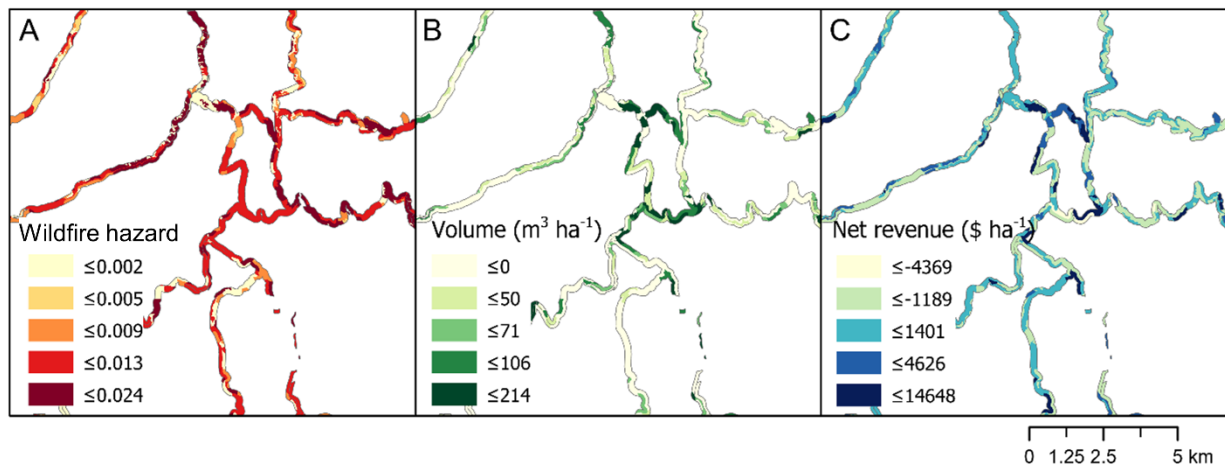 A
Wildfire hazard
≤0.002
≤0.005
≤0.009
≤0.013
≤0.024
B
Volume (m³ ha⁻¹)
≤0
≤50
≤71
≤106
≤214
C
Net revenue ($ ha⁻¹)
≤-4369
≤-1189
≤1401
≤4626
≤14648
0 1.25 2.5 5 km